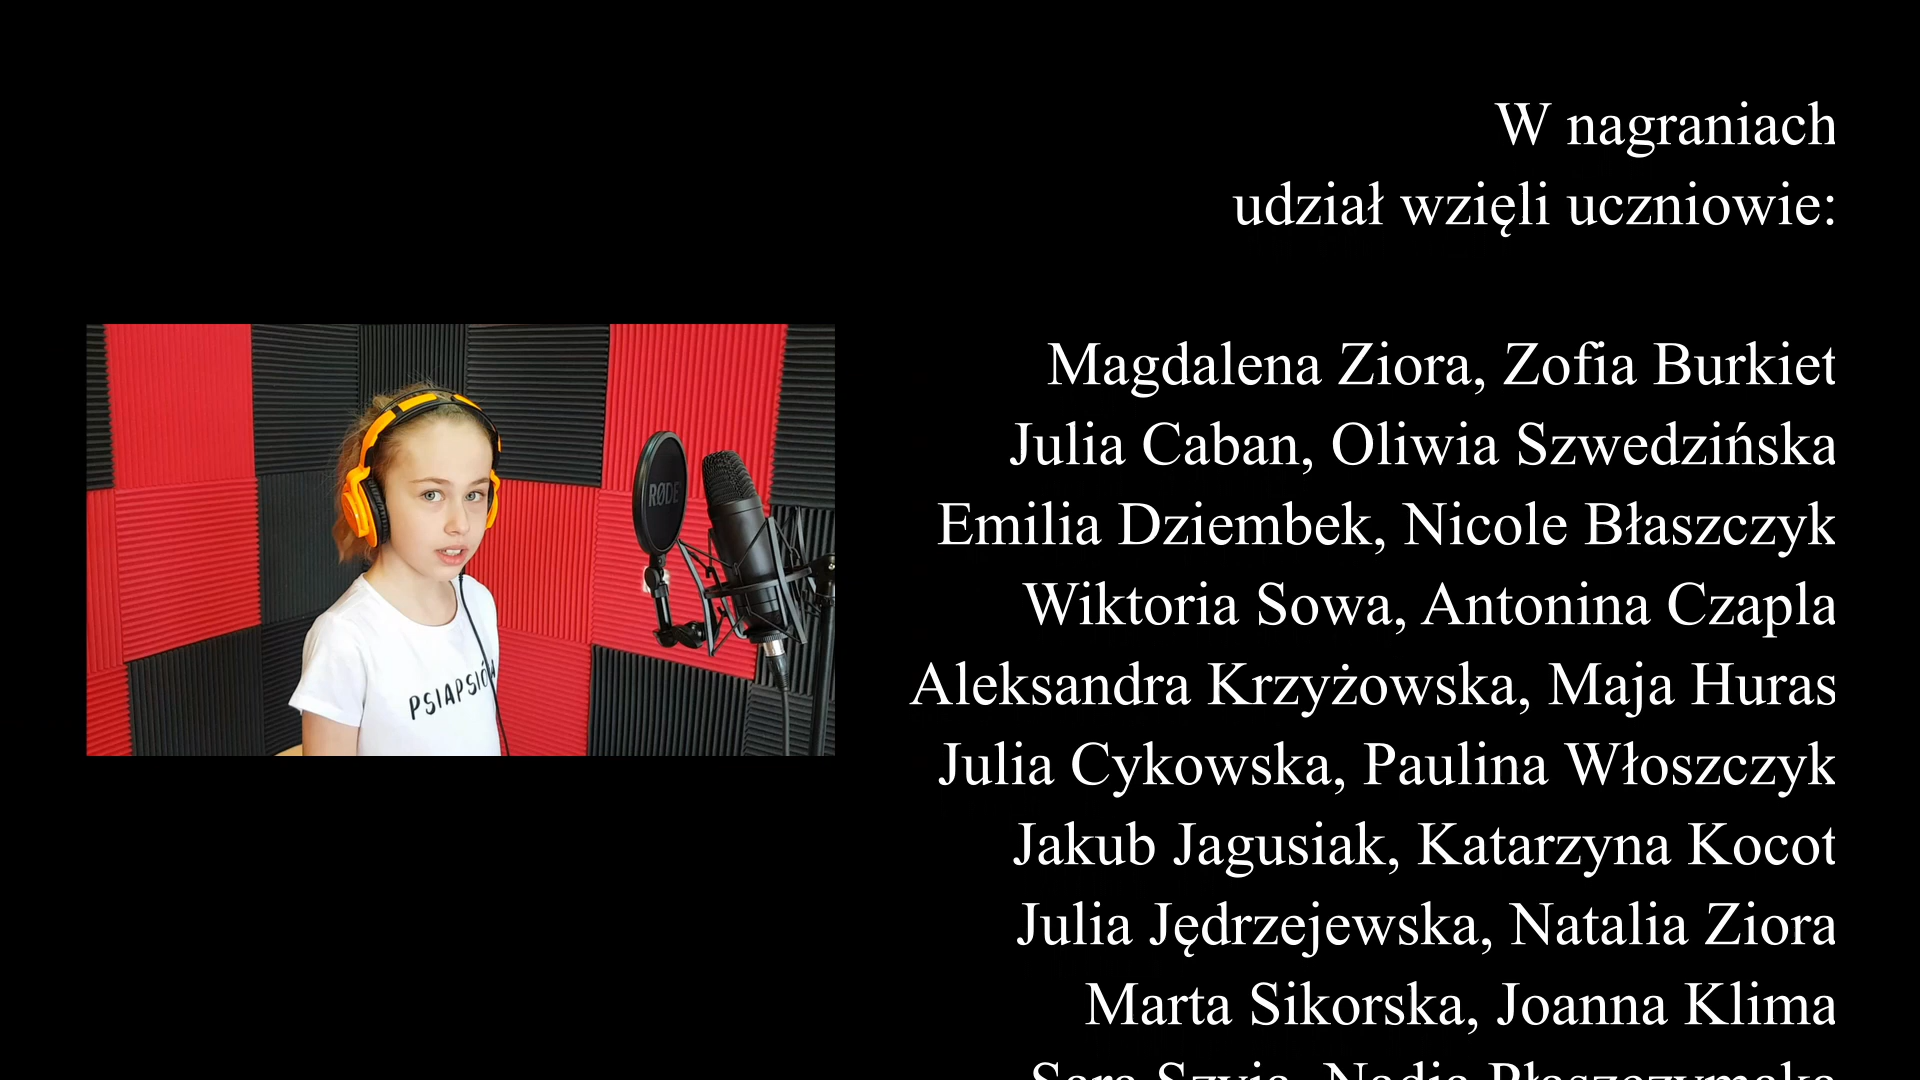 W nagraniach
udział wzięli uczniowie:
Magdalena Ziora, Zofia Burkiet
Julia Caban, Oliwia Szwedzińska
Emilia Dziembek, Nicole Błaszczyk
Wiktoria Sowa, Antonina Czapla
Aleksandra Krzyżowska, Maja Huras
Julia Cykowska, Paulina Włoszczyk
Jakub Jagusiak, Katarzyna Kocot
Julia Jędrzejewska, Natalia Ziora
Marta Sikorska, Joanna Klima
RØDE